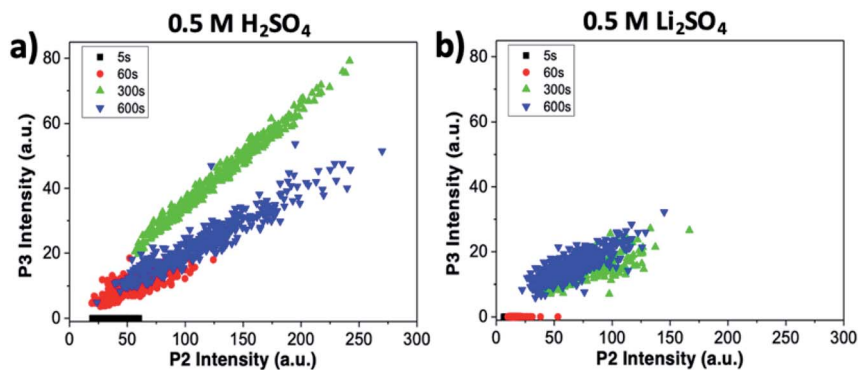 0.5 M H₂SO₄
a)
5s
60s
300s
600s
P3 Intensity (a.u.)
80
60
40
20
0
0 50 100 150 200 250 300
P2 Intensity (a.u.)
0.5 M Li₂SO₄
b)
5s
60s
300s
600s
P3 Intensity (a.u.)
80
60
40
20
0
0 50 100 150 200 250 300
P2 Intensity (a.u.)